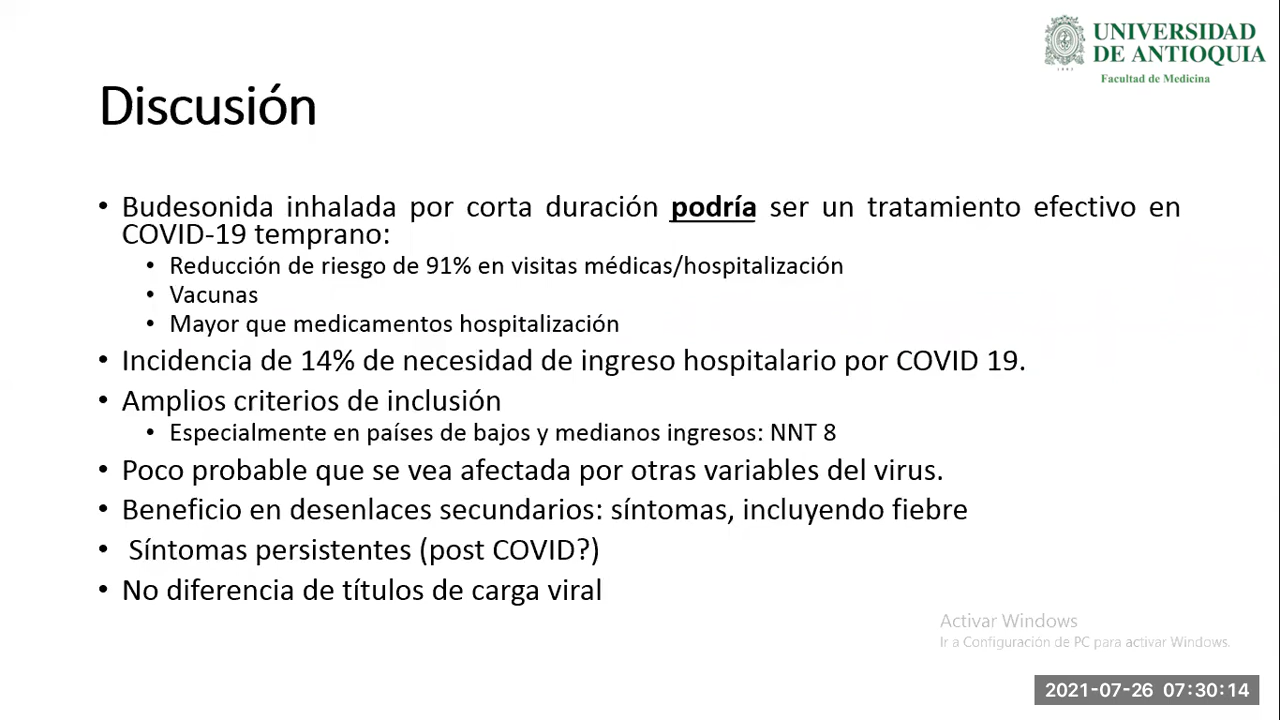 UNIVERSIDAD
DE ANTIOQUIA
1803
Facultad de Medicina
Discusión
• Budesonida inhalada por corta duración podría ser un tratamiento efectivo en
COVID-19 temprano:
• Reducción de riesgo de 91% en visitas médicas/hospitalización
• Vacunas
• Mayor que medicamentos hospitalización
• Incidencia de 14% de necesidad de ingreso hospitalario por COVID 19.
• Amplios criterios de inclusión
• Especialmente en países de bajos y medianos ingresos: NNT 8
• Poco probable que se vea afectada por otras variables del virus.
• Beneficio en desenlaces secundarios: síntomas, incluyendo fiebre
• Síntomas persistentes (post COVID?)
• No diferencia de títulos de carga viral
Activar Windows
Ir a Configuración de PC para activar Windows.
2021-07-26 07:30:14